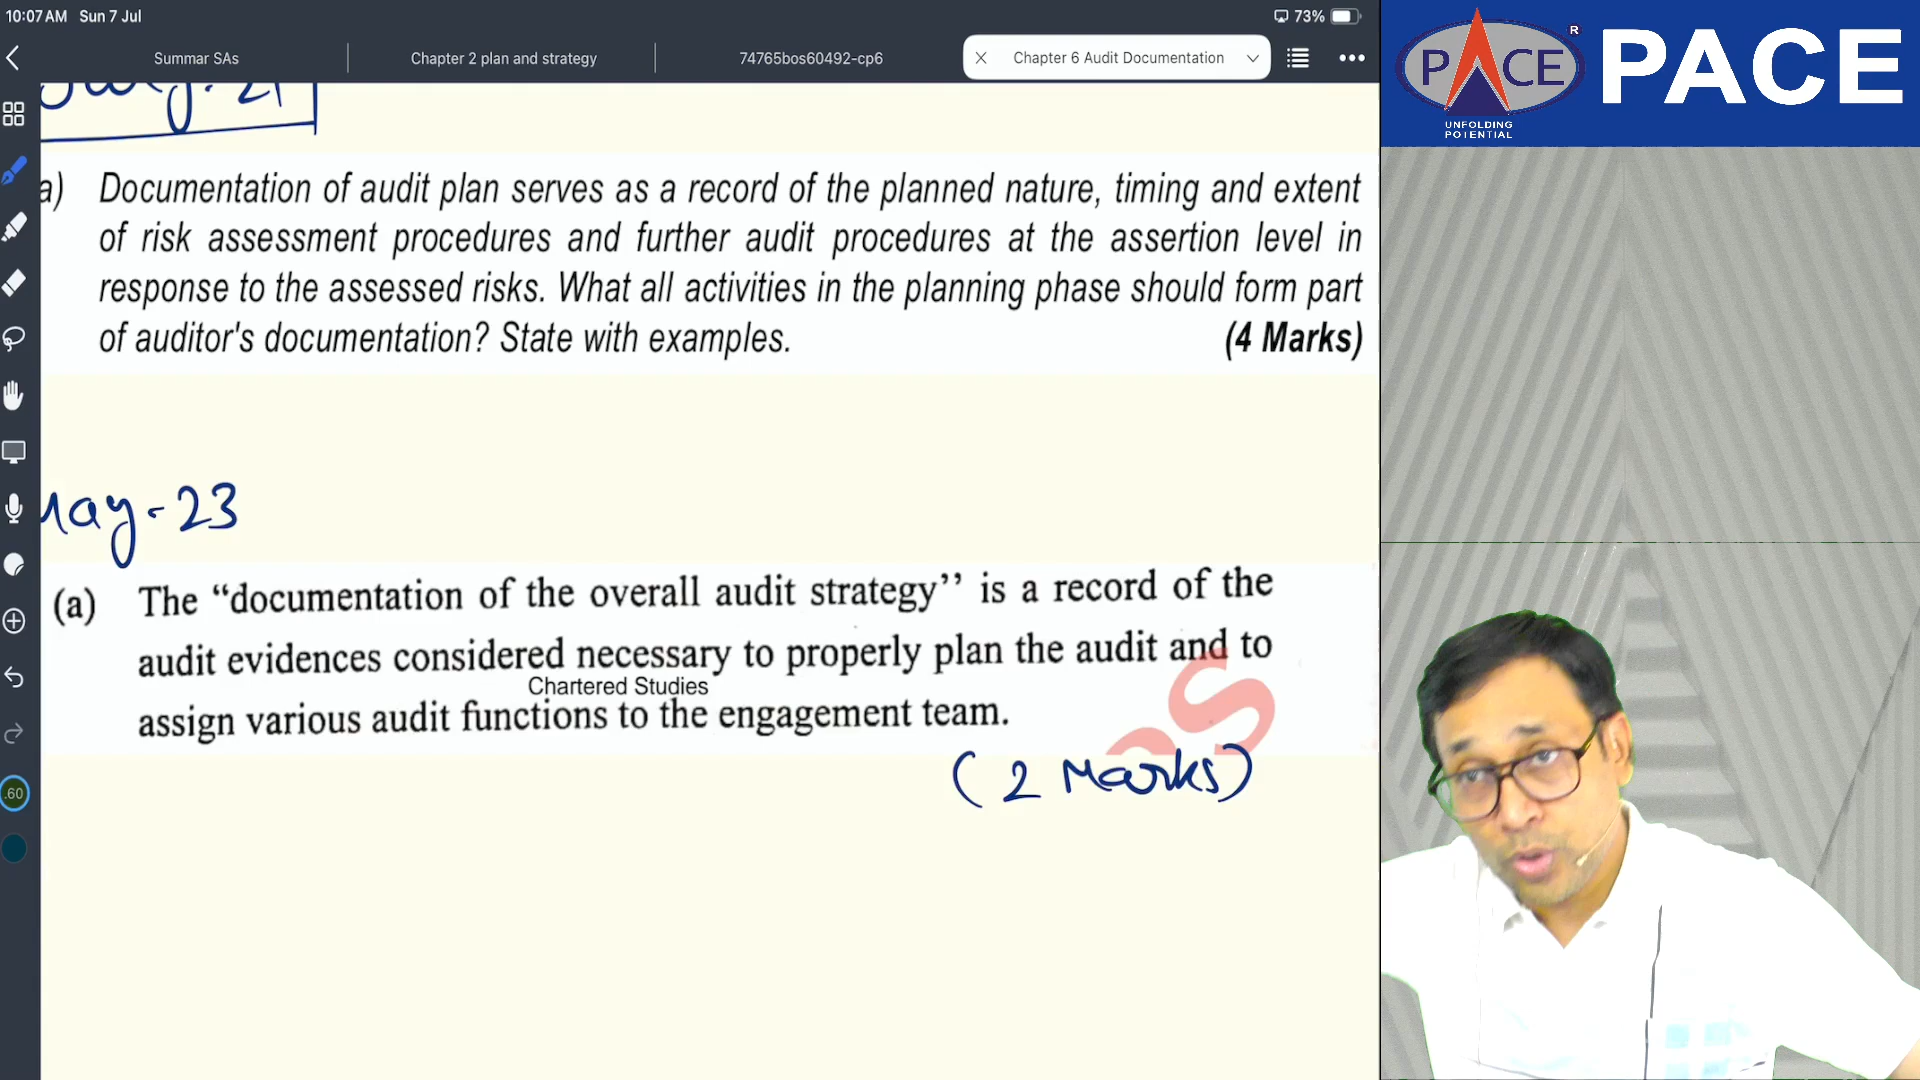 10:07 AM Sun 7 Jul
73%
Summar SAs
Chapter 2 plan and strategy
74765bos60492-cp6
Chapter 6 Audit Documentation
PACE
®
PACE
UNFOLDING
POTENTIAL
a) Documentation of audit plan serves as a record of the planned nature, timing and extent
of risk assessment procedures and further audit procedures at the assertion level in
response to the assessed risks. What all activities in the planning phase should form part
of auditor's documentation? State with examples. (4 Marks)
May-23
(a) The “documentation of the overall audit strategy’’ is a record of the
audit evidences considered necessary to properly plan the audit and to
Chartered Studies
assign various audit functions to the engagement team.
(2 Marks)
.60